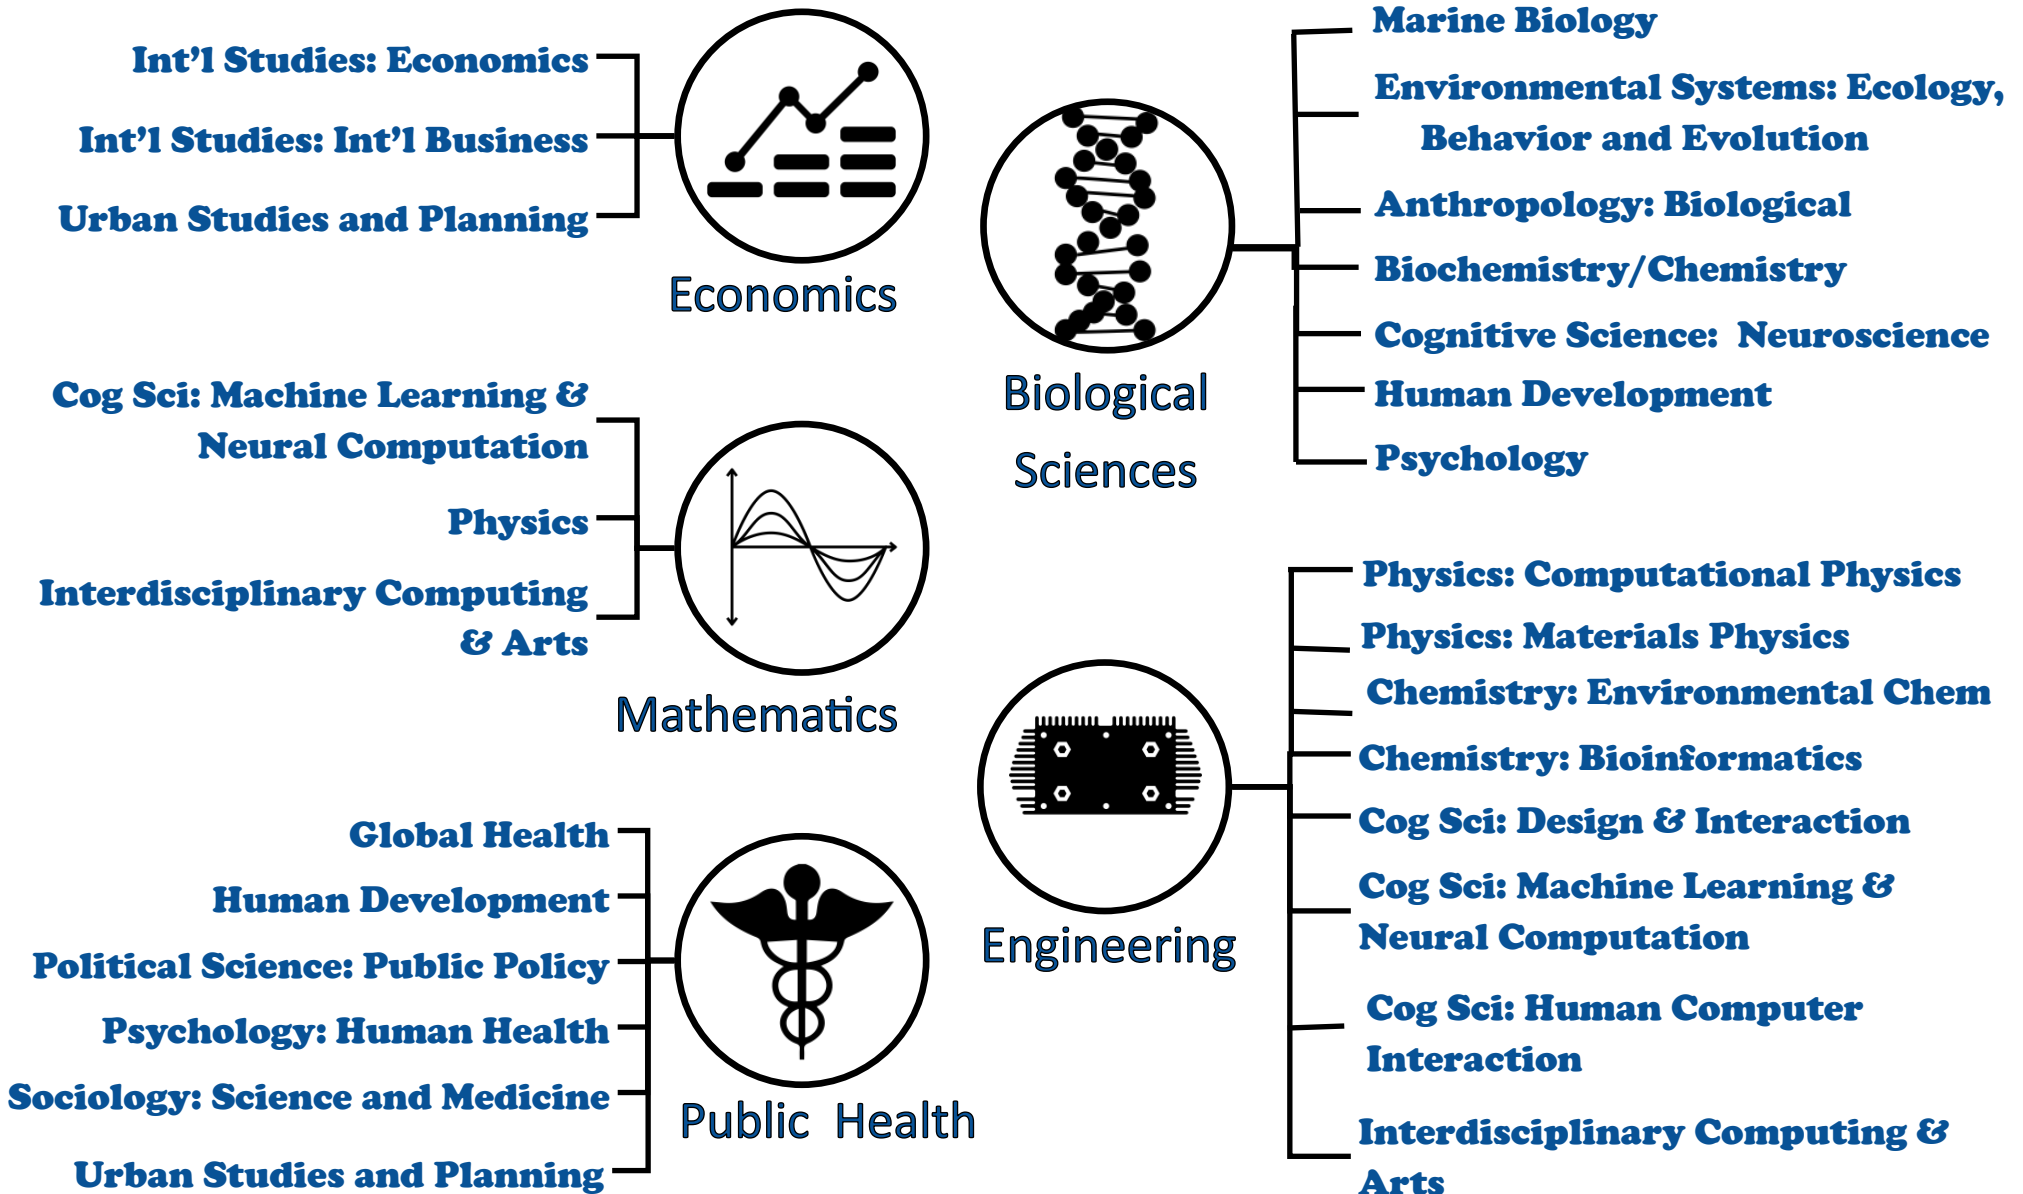 Int'l Studies: Economics
Int'l Studies: Int'l Business
Urban Studies and Planning
Economics
Cog Sci: Machine Learning &
Neural Computation
Physics
Interdisciplinary Computing
& Arts
Mathematics
Global Health
Human Development
Political Science: Public Policy
Psychology: Human Health
Sociology: Science and Medicine
Urban Studies and Planning
Public Health
Marine Biology
Environmental Systems: Ecology,
Behavior and Evolution
Anthropology: Biological
Biochemistry/Chemistry
Cognitive Science: Neuroscience
Human Development
Psychology
Biological
Sciences
Physics: Computational Physics
Physics: Materials Physics
Chemistry: Environmental Chem
Chemistry: Bioinformatics
Cog Sci: Design & Interaction
Cog Sci: Machine Learning &
Neural Computation
Cog Sci: Human Computer
Interaction
Interdisciplinary Computing &
Arts
Engineering